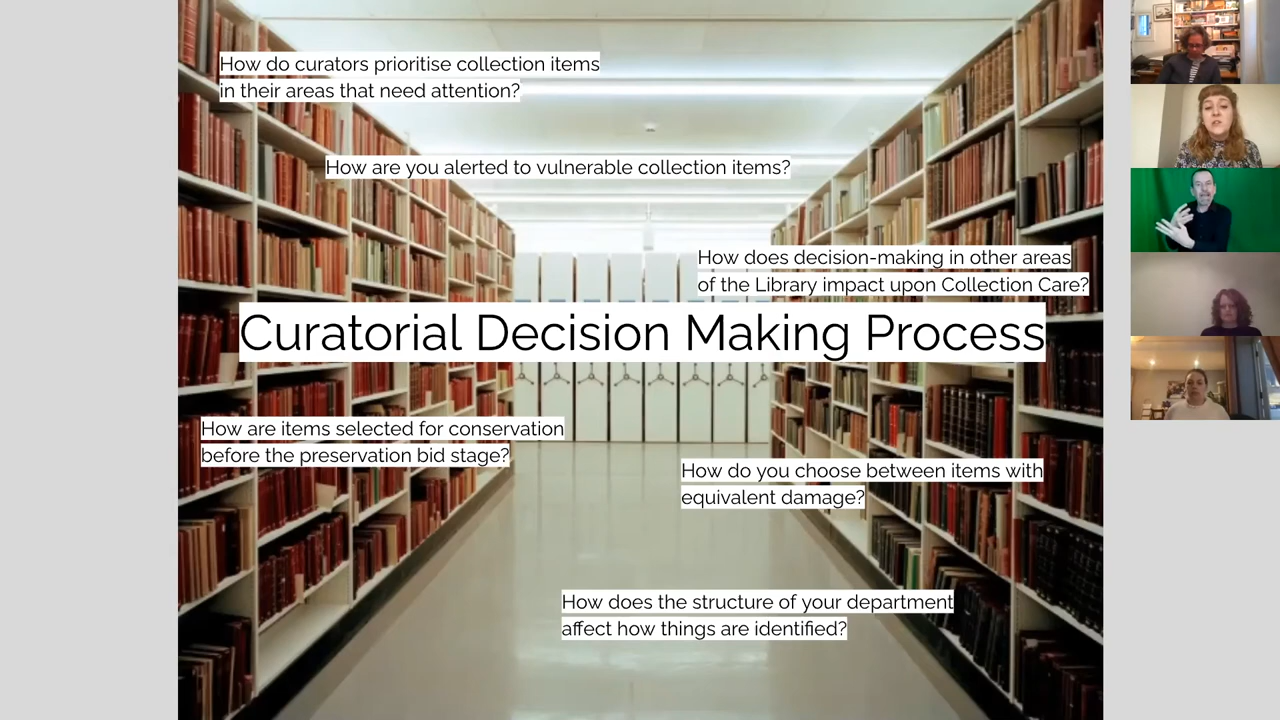 How do curators prioritise collection items
in their areas that need attention?
How are you alerted to vulnerable collection items?
How does decision-making in other areas
of the Library impact upon Collection Care?
Curatorial Decision Making Process
How are items selected for conservation
before the preservation bid stage?
How do you choose between items with
equivalent damage?
How does the structure of your department
affect how things are identified?